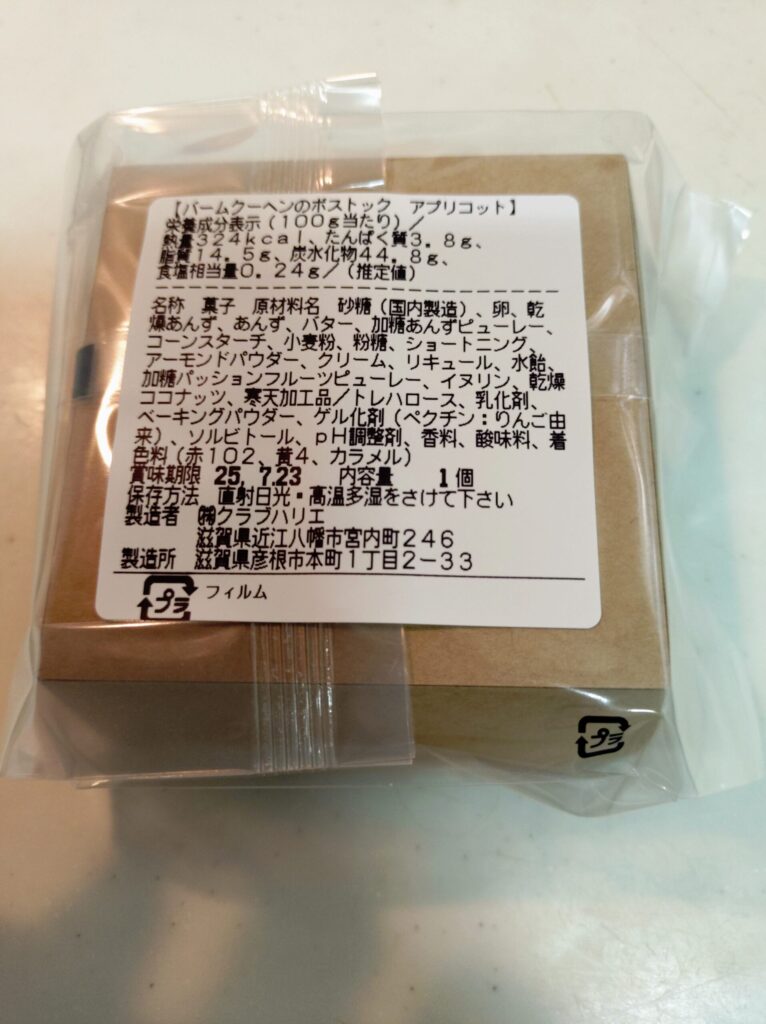 【バームクーヘンのボストック　アプリコット】
栄養成分表示（100g当たり）／
熱量324kcal、たんぱく質3.8g、
脂質14.5g、炭水化物44.8g、
食塩相当量0.24g／（推定値）
名称　菓子　原材料名　砂糖（国内製造）、卵、乾
燥あんず、あんず、バター、加糖あんずピューレー、
コーンスターチ、小麦粉、粉糖、ショートニング、
アーモンドパウダー、クリーム、リキュール、水飴、
加糖パッションフルーツピューレー、イヌリン、乾燥
ココナッツ、寒天加工品／トレハロース、乳化剤、
ベーキングパウダー、ゲル化剤（ペクチン：りんご由
来）、ソルビトール、pH調整剤、香料、酸味料、着
色料（赤102、黄4、カラメル）
賞味期限　25, 7.23　内容量　1個
保存方法　直射日光・高温多湿をさけて下さい
製造者　㈱クラブハリエ
滋賀県近江八幡市宮内町246
製造所　滋賀県彦根市本町1丁目2－33
プラ　フィルム
プラ